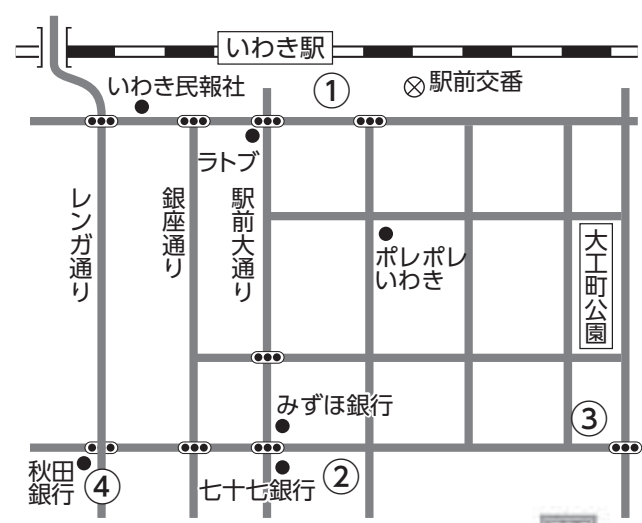 いわき駅
いわき民報社
①
駅前交番
ラトブ
レンガ通り
銀座通り
駅前大通り
ポレポレ
いわき
大工町公園
みずほ銀行
③
秋田
銀行
④
七十七銀行
②